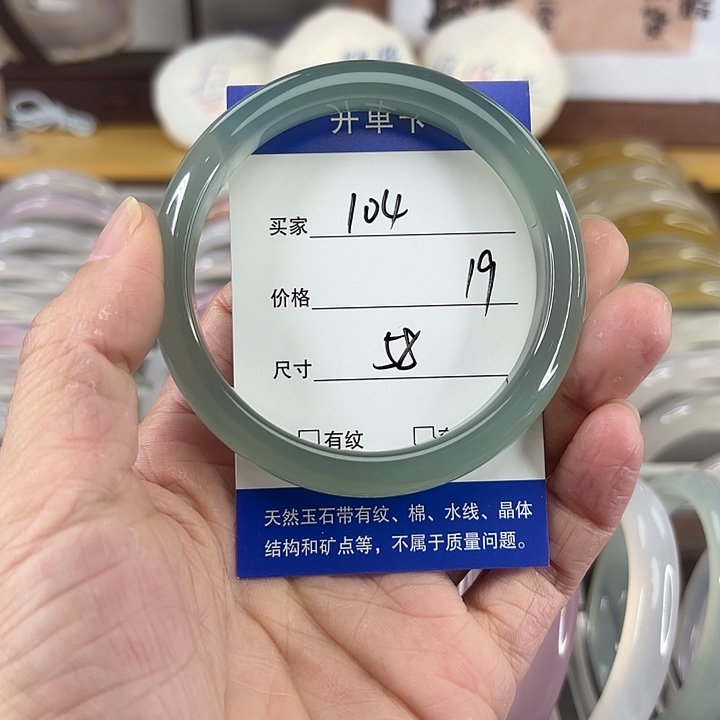 开单卡
买家 104
价格 19
尺寸 58
有纹
天然玉石带有纹、棉、水线、晶体
结构和矿点等，不属于质量问题。